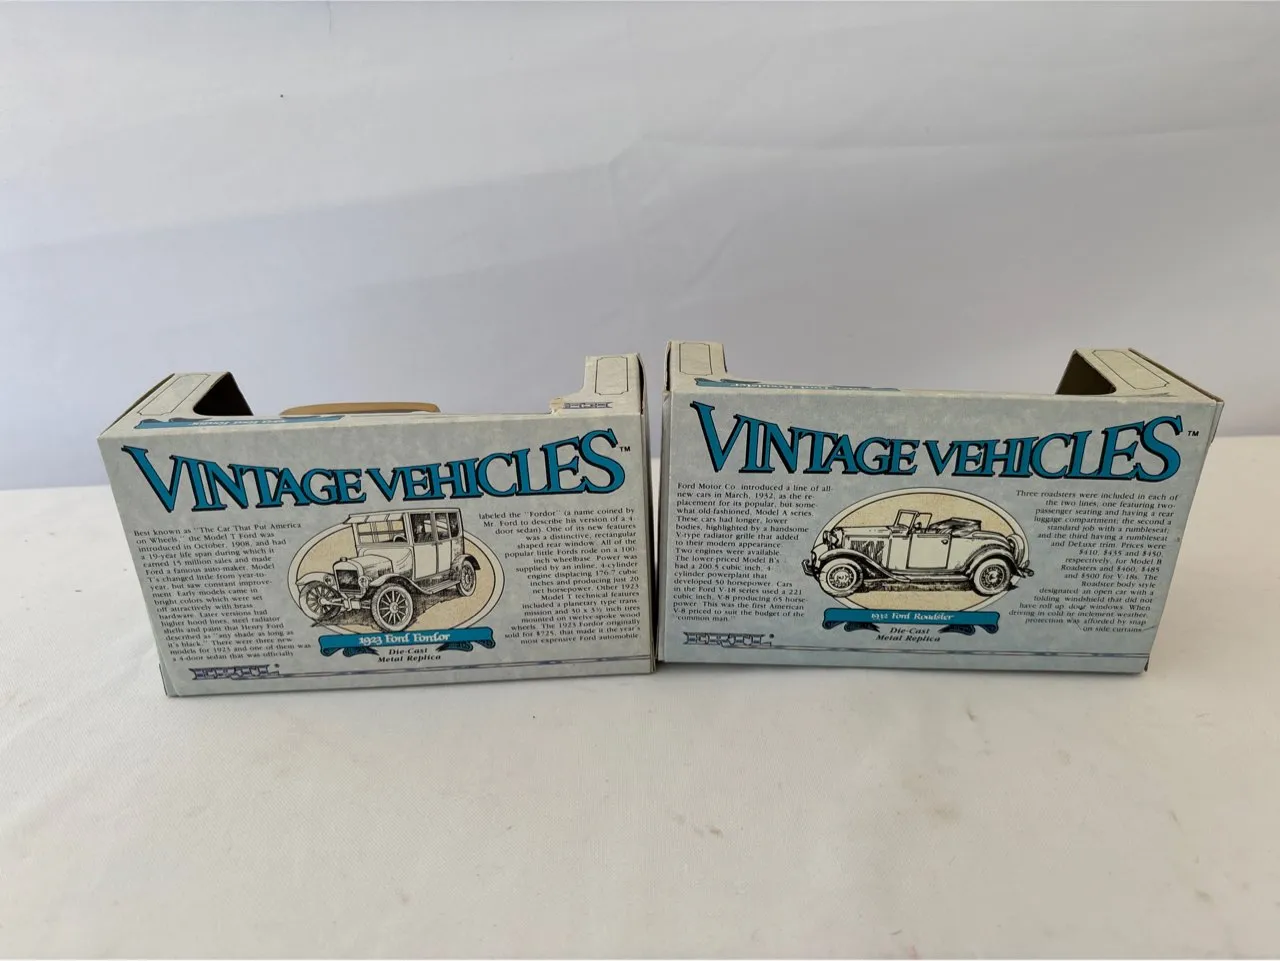 VINTAGE VEHICLES™
Best known as "The Car That Put America
on Wheels," the Model T Ford was
introduced in October, 1908, and had
a 19-year life span during which it
earned 15 million sales and made
Ford a famous auto maker. Model
T's changed little from year-to-
year, but saw constant improve-
ment. Early models came in
bright colors which were set
off attractively with brass
hardware. Later versions had
higher hood lines, steel radiator
shells and paint that Henry Ford
described as "any shade as long as
it's black." There were three new
models for 1923 and one of them was
a 4-door sedan that was officially
labeled the "Fordor" (a name coined by
Mr. Ford to describe his version of a 4-
door sedan). One of its new features
was a distinctive, rectangular
shaped rear window. All of the
popular little Fords rode on a 100-
inch wheelbase. Power was
supplied by an inline, 4-cylinder
engine displacing 176.7 cubic
inches and producing just 20
net horsepower. Other 1923
Model T technical features
included a planetary type trans-
mission and 30 x 3½ inch tires
mounted on twelve-spoke wood
wheels. The 1923 Fordor originally
sold for $725, that made it the year's
most expensive Ford automobile
1923 Ford Fordor
Die-Cast
Metal Replica
ERTL®
VINTAGE VEHICLES™
Ford Motor Co. introduced a line of all-
new cars in March, 1932, as the re-
placement for its popular, but some-
what old-fashioned, Model A series.
These cars had longer, lower
bodies, highlighted by a handsome
V-type radiator grille that added
to their modern appearance.
Two engines were available.
The lower-priced Model B's
had a 200.5 cubic inch, 4-
cylinder powerplant that
developed 50 horsepower. Cars
in the Ford V-18 series used a 221
cubic inch, V-8 producing 65 horse-
power. This was the first American
V-8 priced to suit the budget of the
"common man."
Three roadsters were included in each of
the two lines, one featuring two-
passenger seating and having a rear
luggage compartment; the second a
standard job with a rumbleseat;
and the third having a rumbleseat
and DeLuxe trim. Prices were
$410, $435 and $450,
respectively, for Model B
Roadsters and $460, $485
and $500 for V-18s. The
Roadster body style
designated an open car with a
folding windshield that did not
have roll up door windows. When
driving in cold or inclement weather,
protection was afforded by snap
on side curtains.
1932 Ford Roadster
Die-Cast
Metal Replica
ERTL®